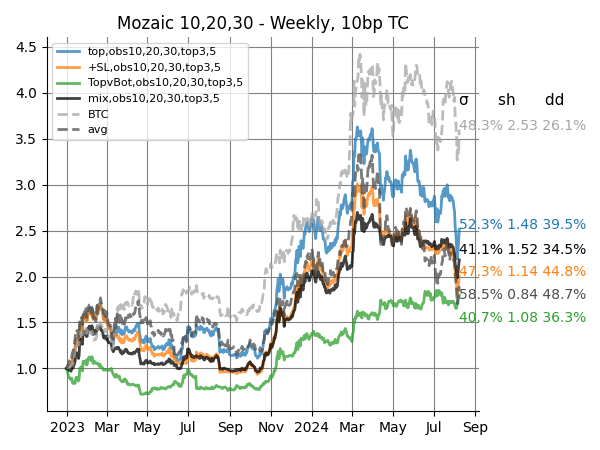 Mozaic 10,20,30 - Weekly, 10bp TC
top,obs10,20,30,top3,5
+SL,obs10,20,30,top3,5
TopvBot,obs10,20,30,top3,5
mix,obs10,20,30,top3,5
BTC
avg
4.5
4.0
3.5
3.0
2.5
2.0
1.5
1.0
σ sh dd
48.3% 2.53 26.1%
52.3% 1.48 39.5%
41.1% 1.52 34.5%
47.3% 1.14 44.8%
58.5% 0.84 48.7%
40.7% 1.08 36.3%
2023 Mar May Jul Sep Nov 2024 Mar May Jul Sep